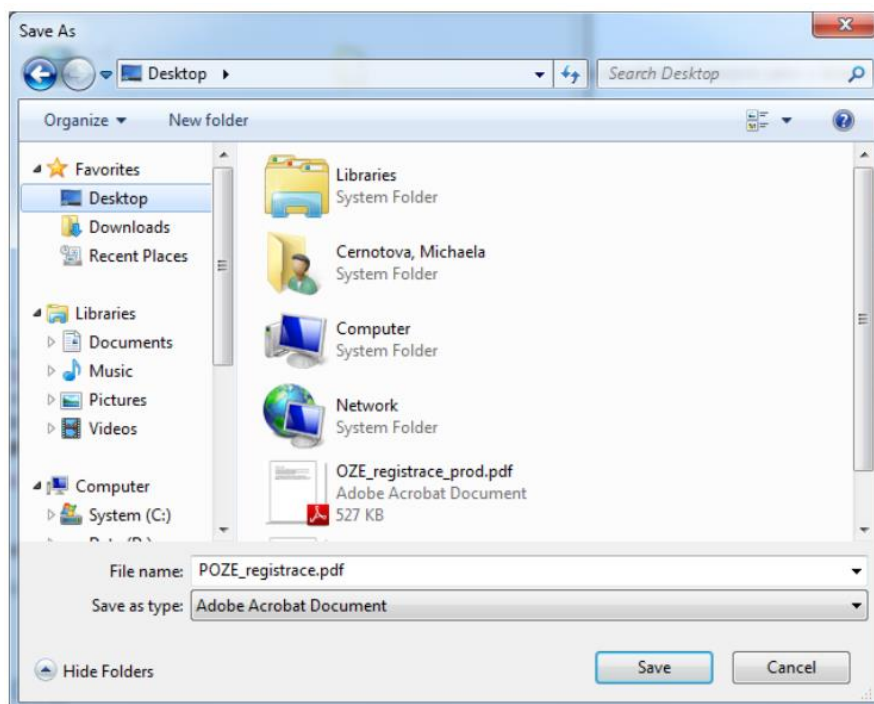 Save As
Desktop
Search Desktop
Organize
New folder
Favorites
Desktop
Downloads
Recent Places
Libraries
Documents
Music
Pictures
Videos
Computer
System (C:)
Libraries
System Folder
Cernotova, Michaela
System Folder
Computer
System Folder
Network
System Folder
OZE_registrace_prod.pdf
Adobe Acrobat Document
527 KB
File name: POZE_registrace.pdf
Save as type: Adobe Acrobat Document
Hide Folders
Save
Cancel